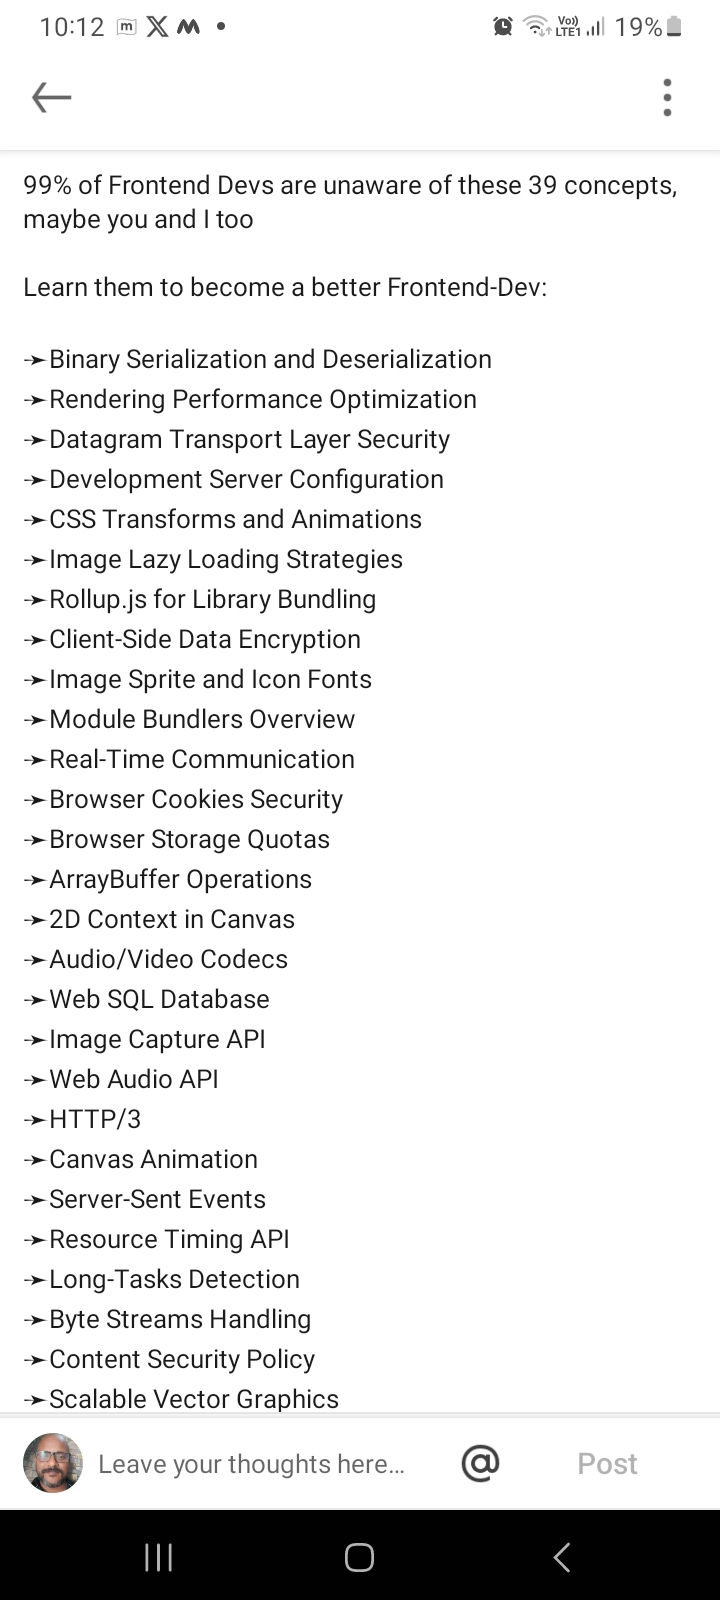 10:12
Vo))
LTE1
19%
99% of Frontend Devs are unaware of these 39 concepts,
maybe you and I too
Learn them to become a better Frontend-Dev:
➛Binary Serialization and Deserialization
➛Rendering Performance Optimization
➛Datagram Transport Layer Security
➛Development Server Configuration
➛CSS Transforms and Animations
➛Image Lazy Loading Strategies
➛Rollup.js for Library Bundling
➛Client-Side Data Encryption
➛Image Sprite and Icon Fonts
➛Module Bundlers Overview
➛Real-Time Communication
➛Browser Cookies Security
➛Browser Storage Quotas
➛ArrayBuffer Operations
➛2D Context in Canvas
➛Audio/Video Codecs
➛Web SQL Database
➛Image Capture API
➛Web Audio API
➛HTTP/3
➛Canvas Animation
➛Server-Sent Events
➛Resource Timing API
➛Long-Tasks Detection
➛Byte Streams Handling
➛Content Security Policy
➛Scalable Vector Graphics
Leave your thoughts here... @ Post